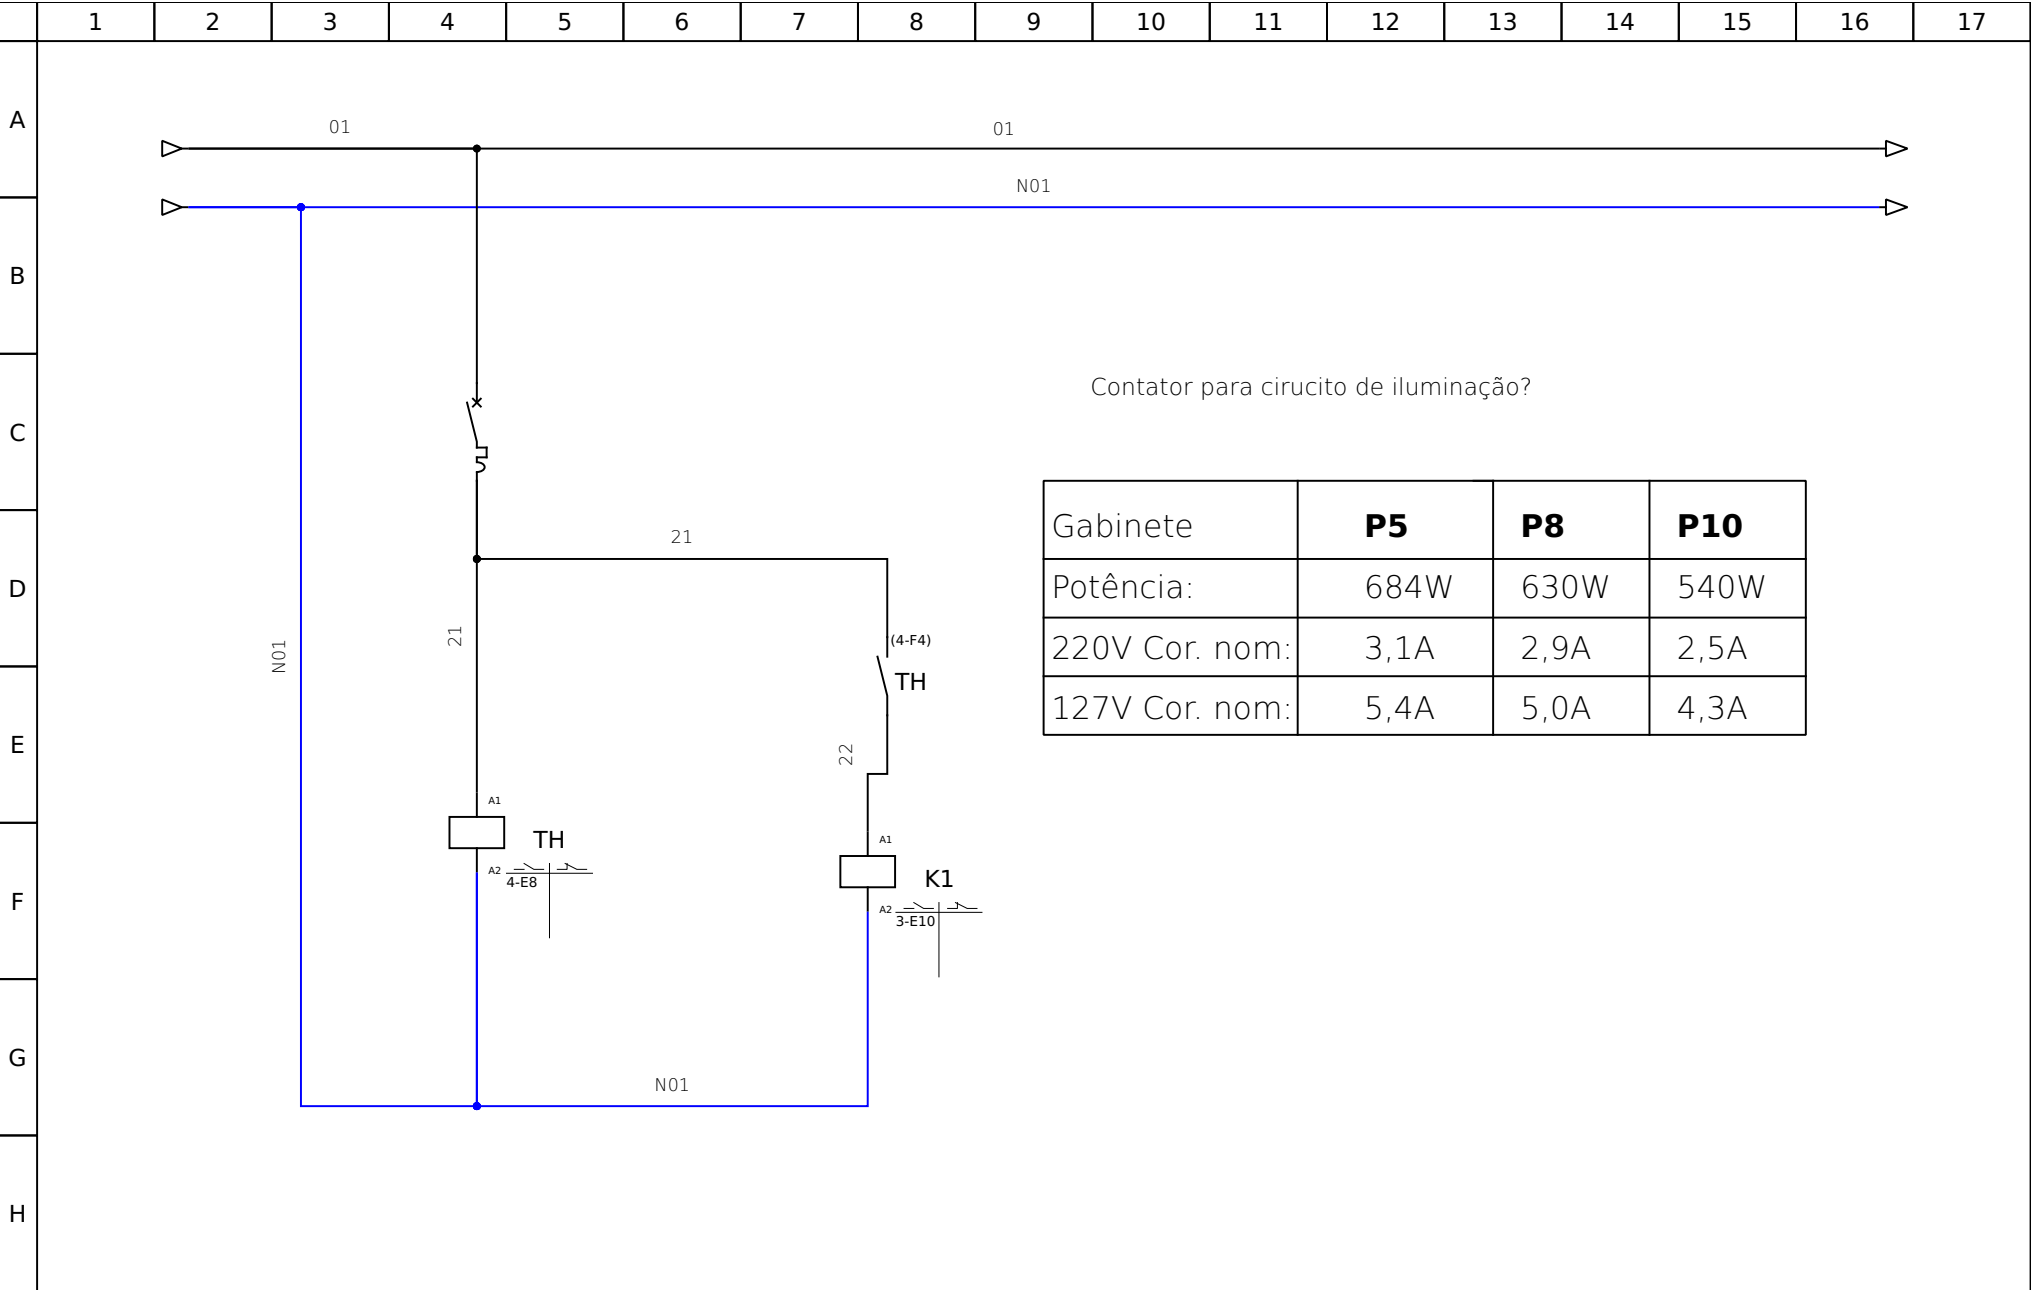 1 2 3 4 5 6 7 8 9 10 11 12 13 14 15 16 17
A
01 01
N01
B
Contator para cirucito de iluminação?
C
Gabinete P5 P8 P10
21
D
Potência: 684W 630W 540W
21
(4-F4)
N01
220V Cor. nom: 3,1A 2,9A 2,5A
TH
127V Cor. nom: 5,4A 5,0A 4,3A
E
22
A1
TH
A1
A2
4-E8
K1
F
A2
3-E10
G
N01
H